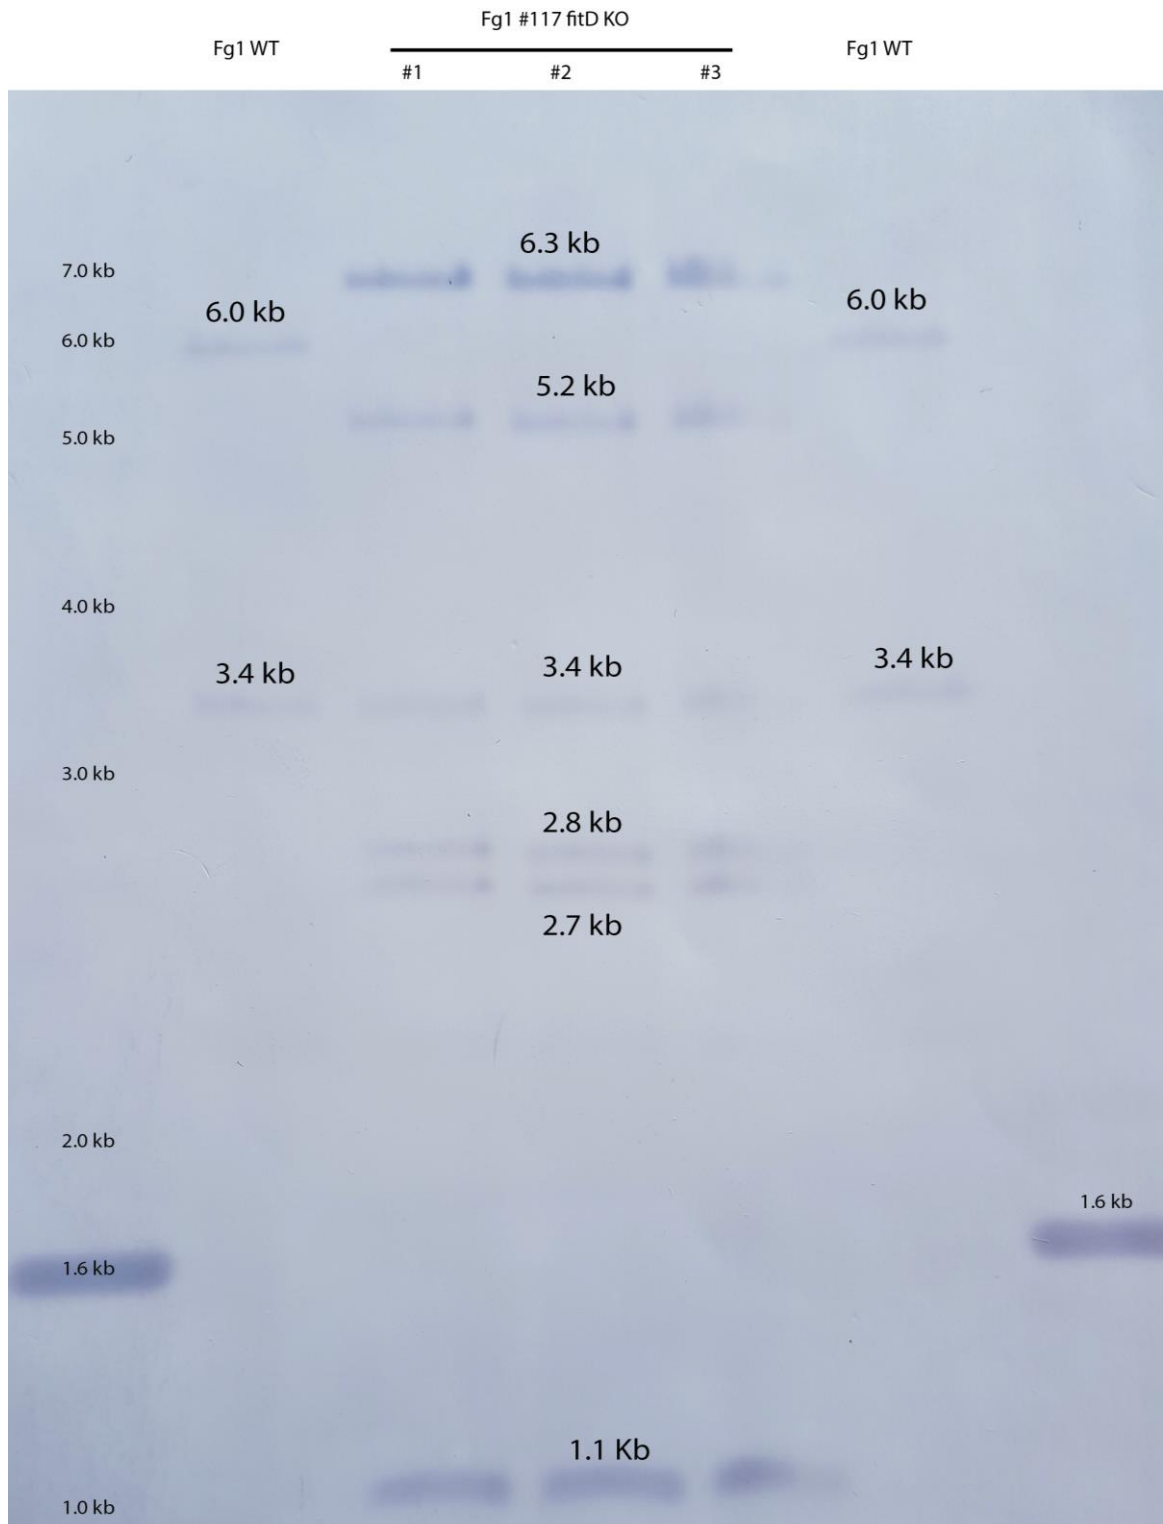 Fg1 #117 fitD KO
Fg1 WT
Fg1 WT
#1
#2
#3
6.3 kb
7.0 kb
6.0 kb
6.0 kb
6.0 kb
5.2 kb
5.0 kb
4.0 kb
3.4 kb
3.4 kb
3.4 kb
3.0 kb
2.8 kb
2.7 kb
2.0 kb
1.6 kb
1.6 kb
1.1 Kb
1.0 kb